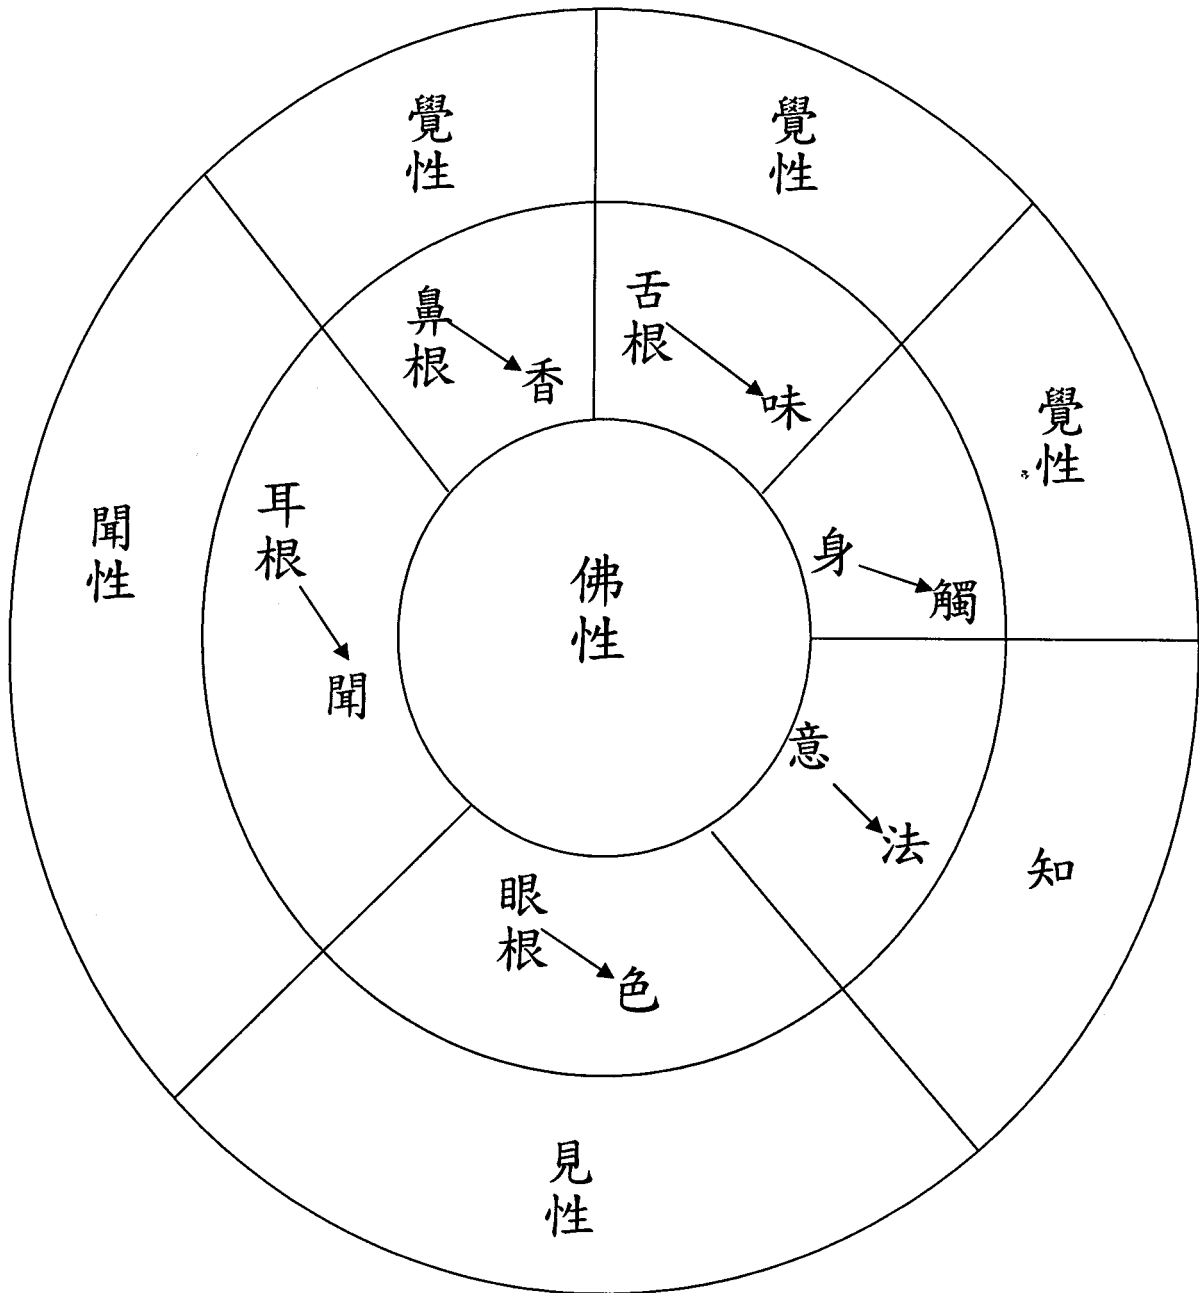 覺性
覺性
覺性
鼻根
香
舌根
味
耳根
聞
聞性
佛性
身
觸
意
法
知
眼根
色
見性